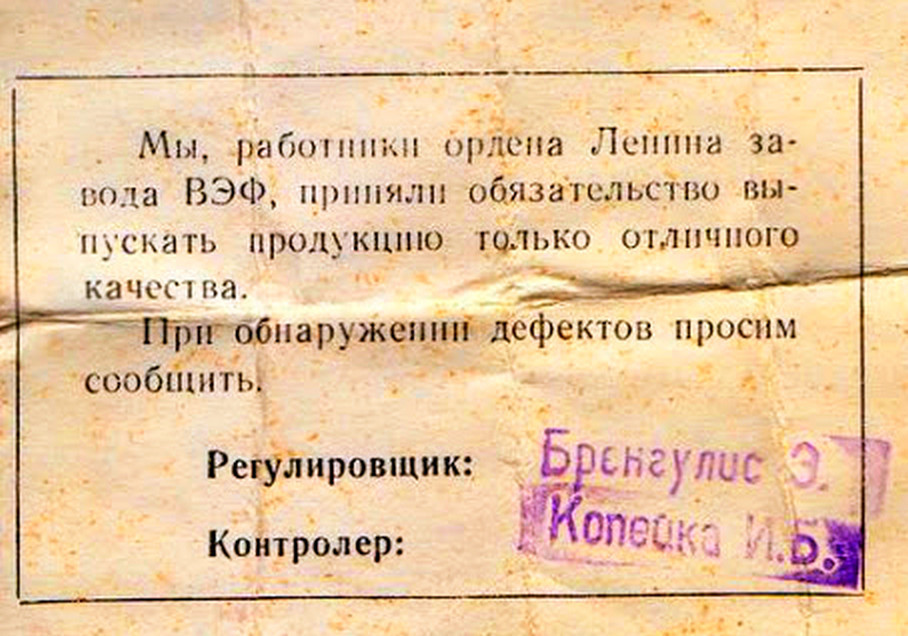 Мы, работники ордена Ленина за-
вода ВЭФ, приняли обязательство вы-
пускать продукцию только отличного
качества.
При обнаружении дефектов просим
сообщить.
Регулировщик: Бренгулис Э.
Контролер: Копейка И.Б.